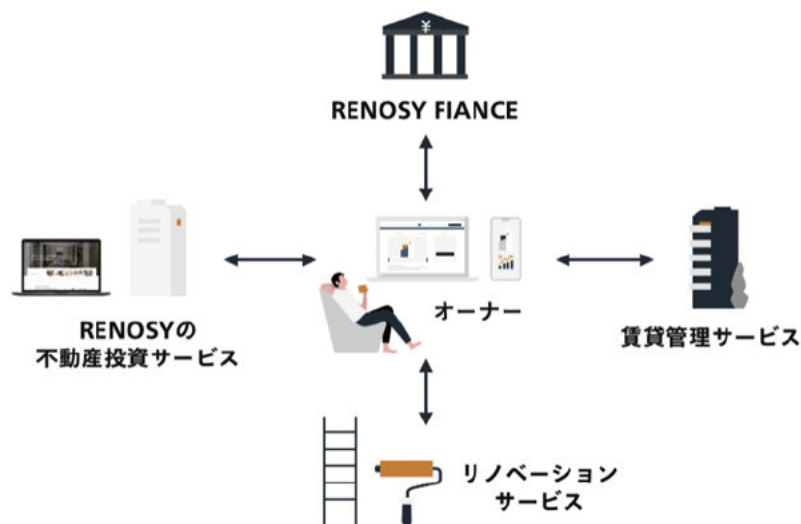 ¥
RENOSY FIANCE
オーナー
RENOSYの
不動産投資サービス
賃貸管理サービス
リノベーション
サービス